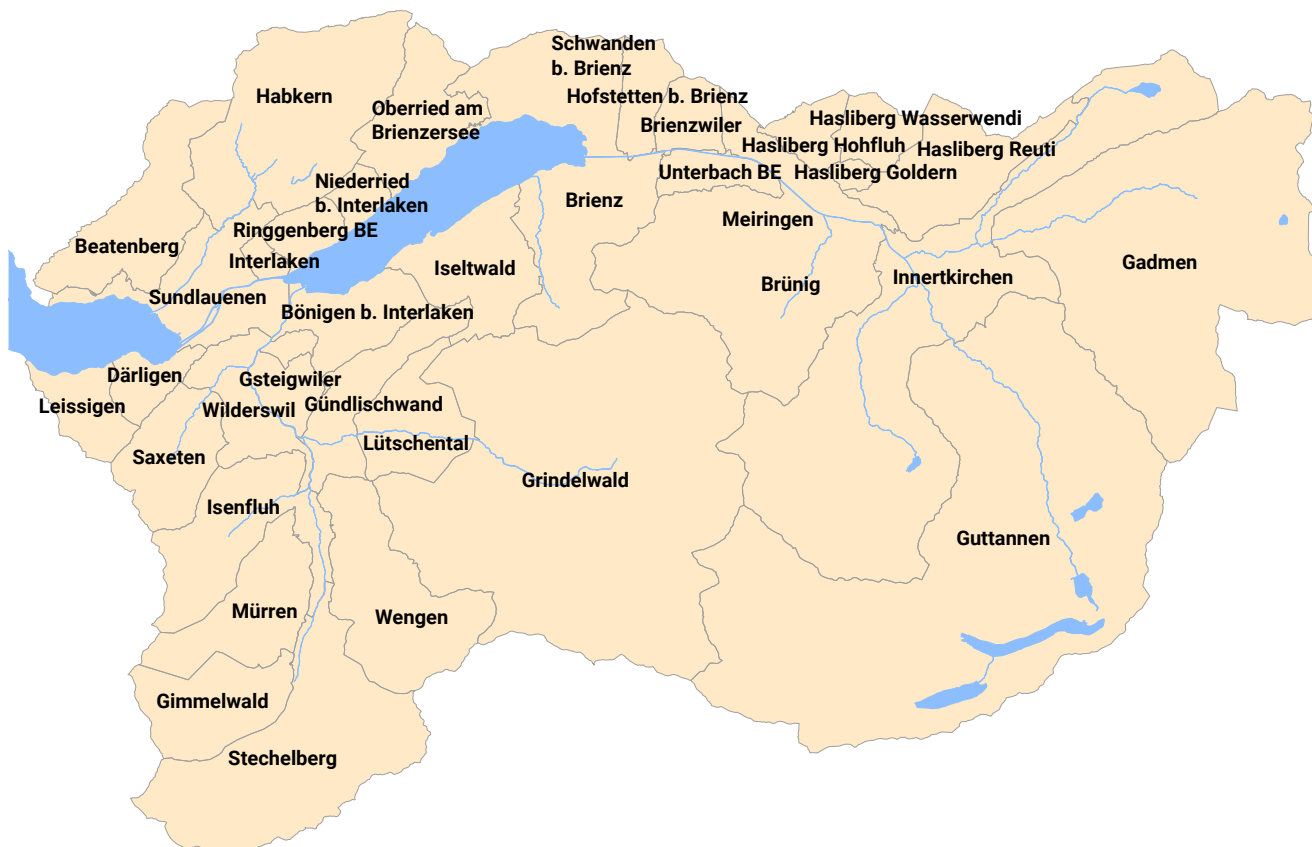 Schwanden
b. Brienz
Habkern
Hofstetten b. Brienz
Oberried am
Brienzersee
Brienzwiler
Hasliberg Wasserwendi
Hasliberg Hohfluh
Hasliberg Reuti
Unterbach BE
Hasliberg Goldern
Niederried
b. Interlaken
Brienz
Meiringen
Ringgenberg BE
Beatenberg
Interlaken
Iseltwald
Gadmen
Brünig
Innertkirchen
Sundlauenen
Bönigen b. Interlaken
Därligen
Gsteigwiler
Leissigen
Wilderswil
Gündlischwand
Lütschental
Saxeten
Grindelwald
Isenfluh
Guttannen
Mürren
Wengen
Gimmelwald
Stechelberg